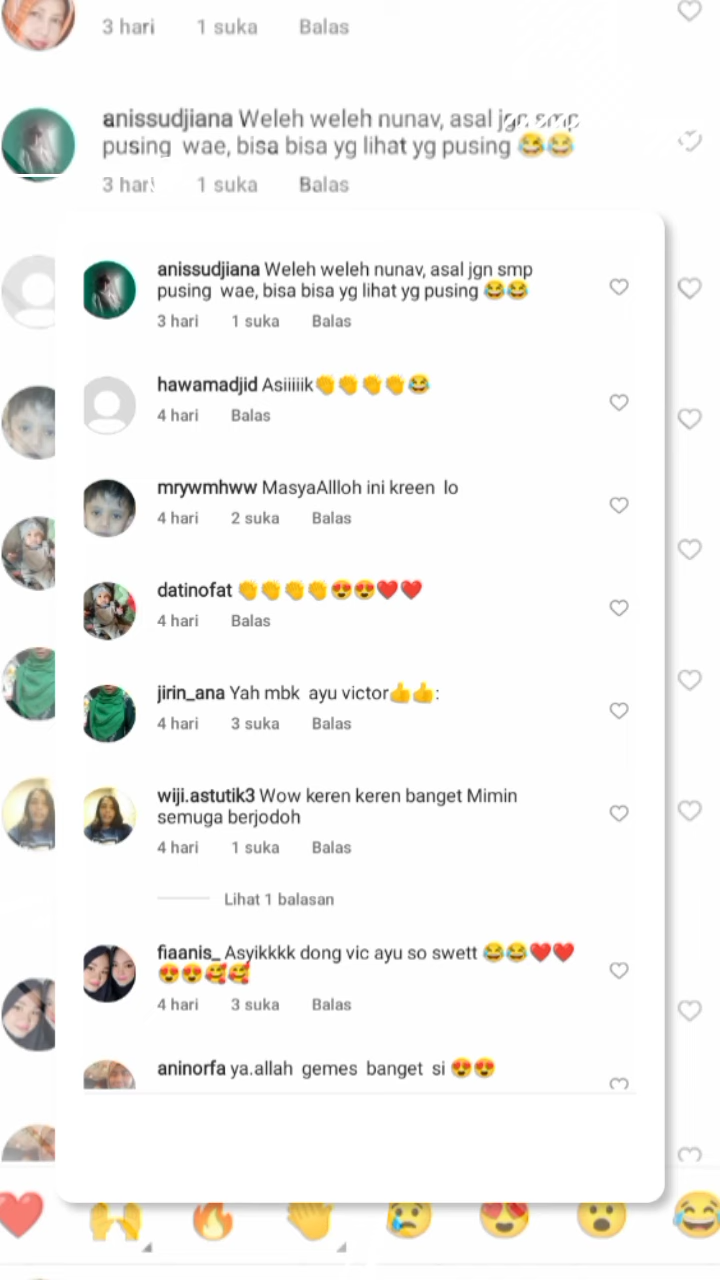 3 hari 1 suka Balas
anissudjiana Weleh weleh nunav, asal jgn smp
pusing wae, bisa bisa yg lihat yg pusing 😂😂
3 hari 1 suka Balas
anissudjiana Weleh weleh nunav, asal jgn smp
pusing wae, bisa bisa yg lihat yg pusing 😂😂
3 hari 1 suka Balas
hawamadjid Asiiiiik👏👏👏👏😂
4 hari Balas
mrywmhww MasyaAllloh ini kreen lo
4 hari 2 suka Balas
datinofat 👏👏👏👏😍😍❤️❤️
4 hari Balas
jirin_ana Yah mbk ayu victor👍👍:
4 hari 3 suka Balas
wiji.astutik3 Wow keren keren banget Mimin
semuga berjodoh
4 hari 1 suka Balas
Lihat 1 balasan
fiaanis_ Asyikkkk dong vic ayu so swett 😂😂❤️❤️
😍😍🥰🥰
4 hari 3 suka Balas
aninorfa ya.allah gemes banget si 😍😍